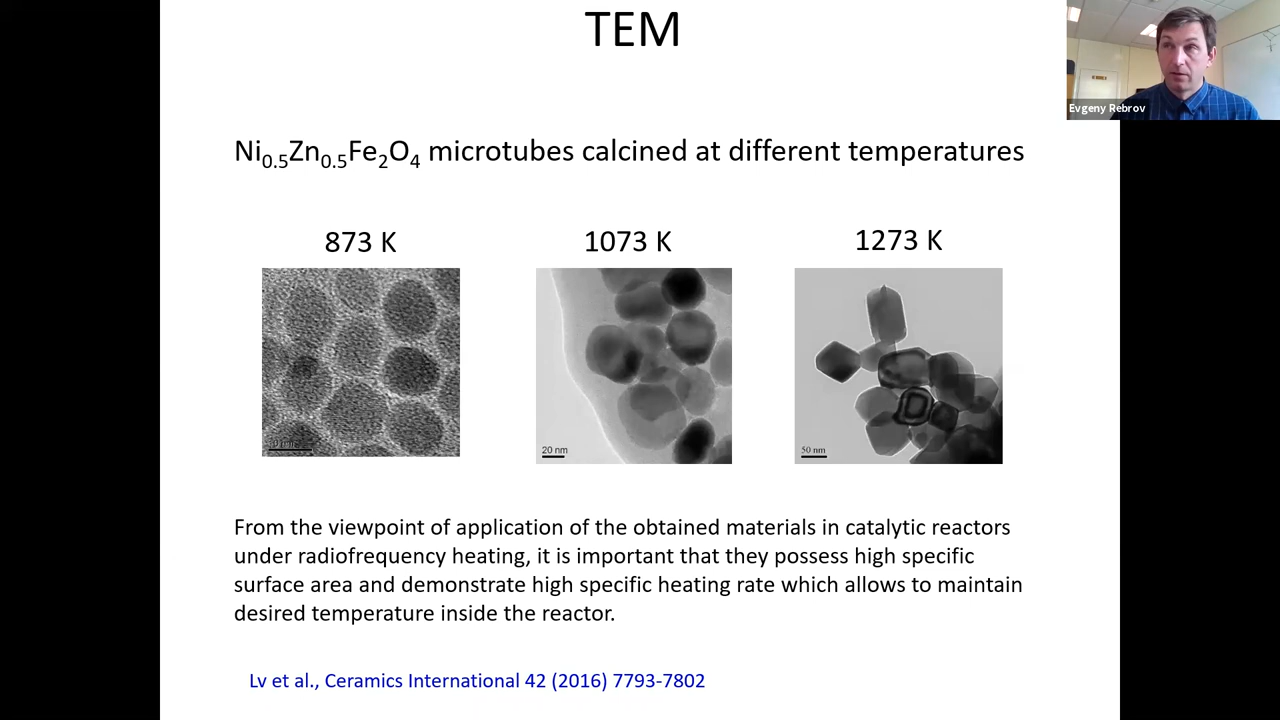 TEM
Evgeny Rebrov
Ni0.5Zn0.5Fe2O4 microtubes calcined at different temperatures
873 K
1073 K
1273 K
20 nm
50 nm
From the viewpoint of application of the obtained materials in catalytic reactors
under radiofrequency heating, it is important that they possess high specific
surface area and demonstrate high specific heating rate which allows to maintain
desired temperature inside the reactor.
Lv et al., Ceramics International 42 (2016) 7793-7802